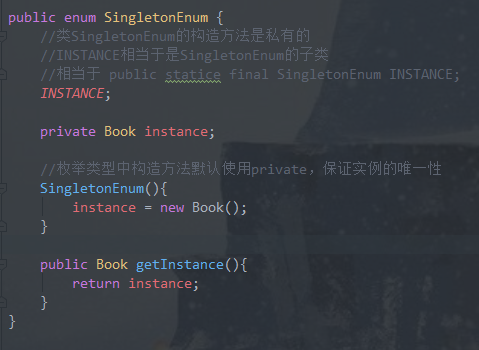 public enum SingletonEnum {
//类SingletonEnum的构造方法是私有的
//INSTANCE相当于是SingletonEnum的子类
//相当于 public statice final SingletonEnum INSTANCE;
INSTANCE;
private Book instance;
//枚举类型中构造方法默认使用private，保证实例的唯一性
SingletonEnum(){
instance = new Book();
}
public Book getInstance(){
return instance;
}
}